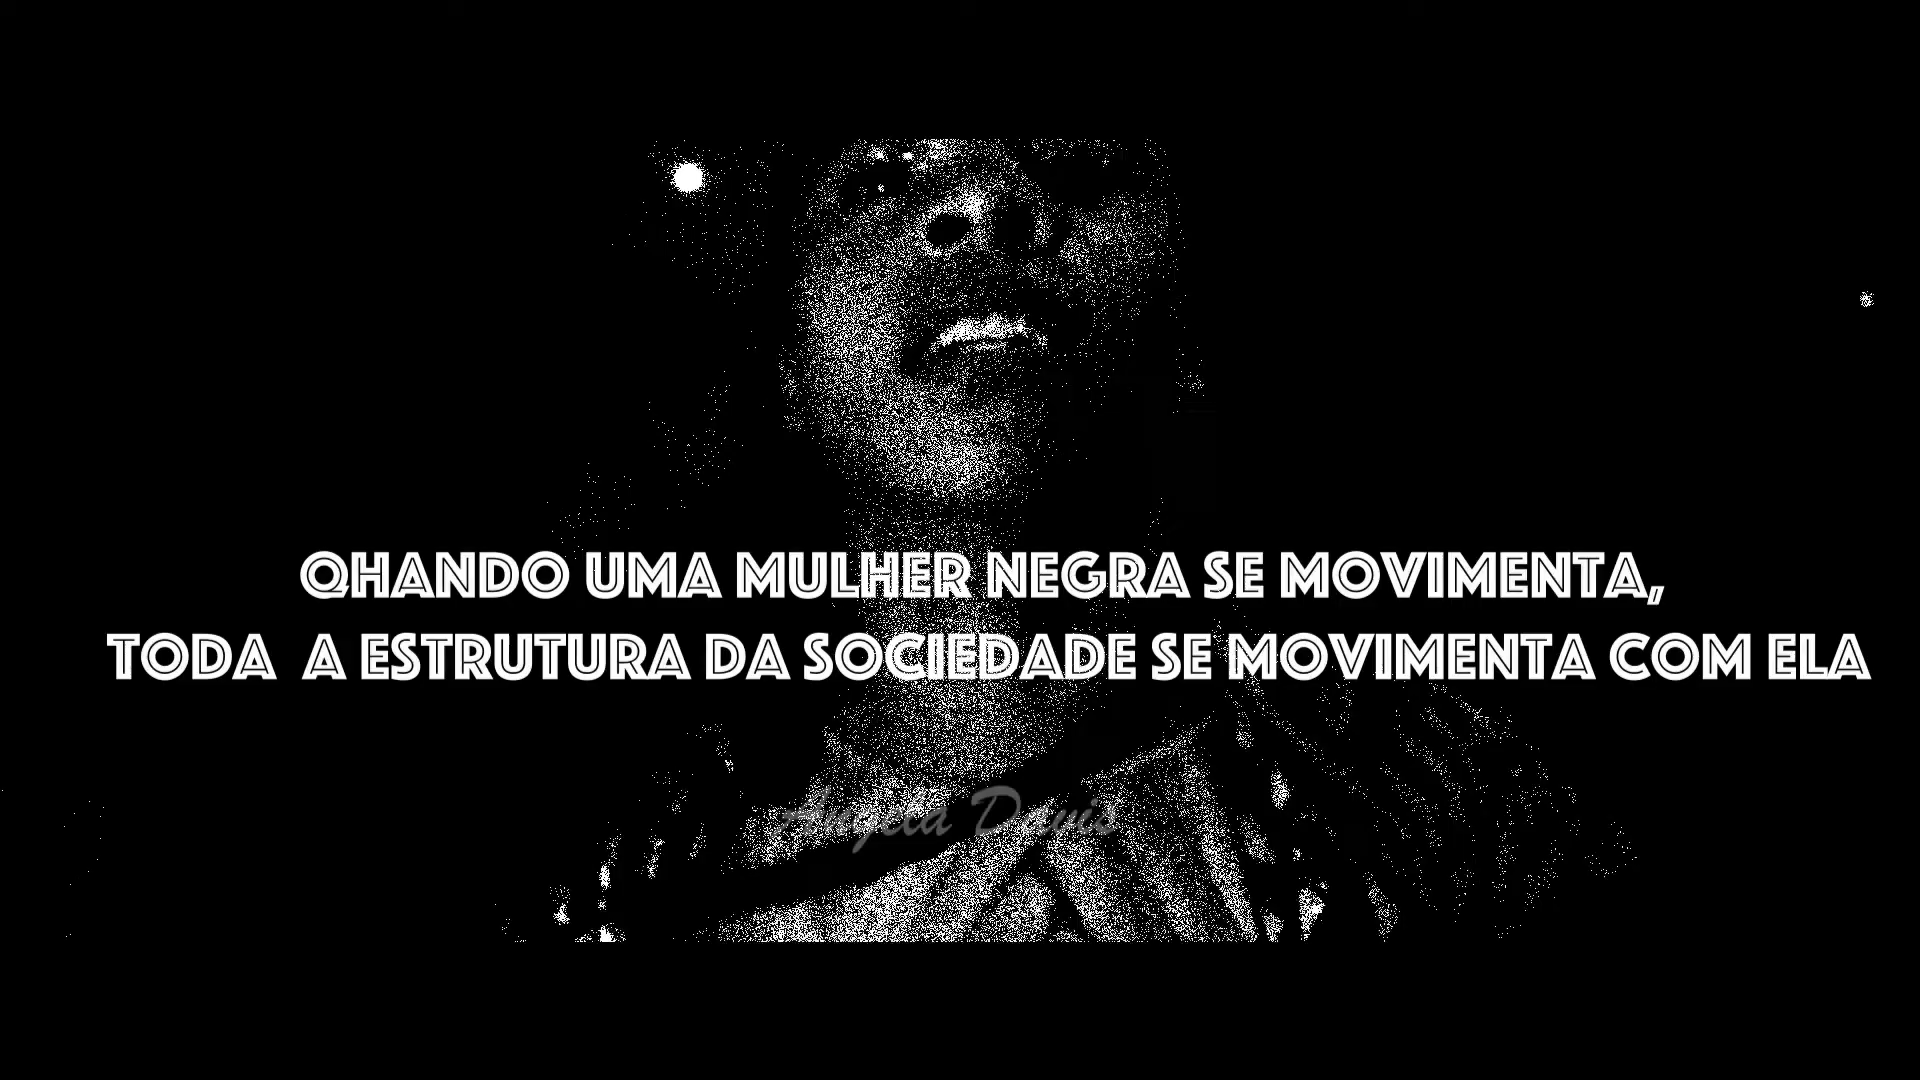 QHANDO UMA MULHER NEGRA SE MOVIMENTA,
TODA A ESTRUTURA DA SOCIEDADE SE MOVIMENTA COM ELA
Angela Davis